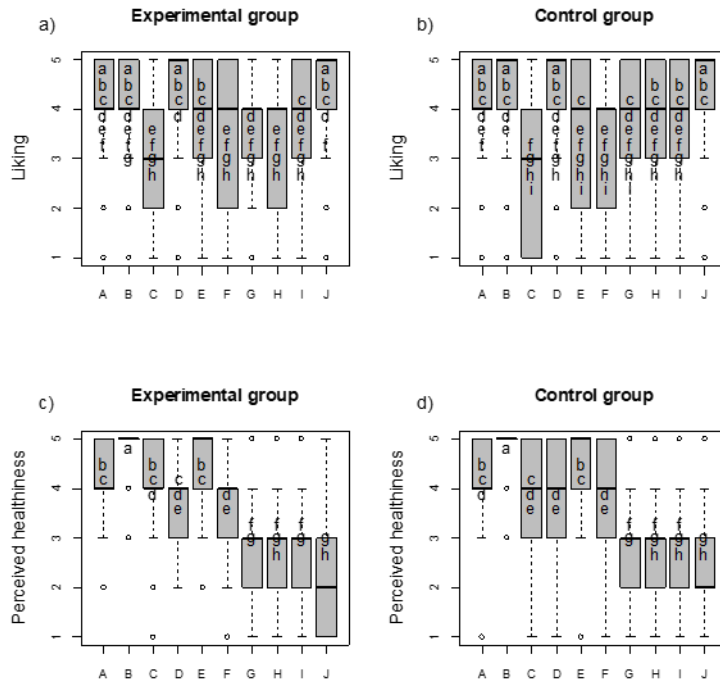 a)
Experimental group
Liking
5
4
3
2
1
a b c d e f
a b c d e f g
e f g h
a b c d
b c d e f g h
e f g h
d e f g h
e f g h
c d e f g h
a b c d f
A B C D E F G H I J
b)
Control group
Liking
5
4
3
2
1
a b c d e f
a b c d
f g h i
a b c d e f g h
c e f g h i
e f g h i
c d e f g h i
b c d e f g h
b c d e f g h
a b c
A B C D E F G H I J
c)
Experimental group
Perceived healthiness
5
4
3
2
1
b c
a
b c d
c d e
b c
d e
f g
f g h
f g
g h
A B C D E F G H I J
d)
Control group
Perceived healthiness
5
4
3
2
1
b c d
a
c d e
d e
b c
d e
f g
f g h
f g h
g h
A B C D E F G H I J